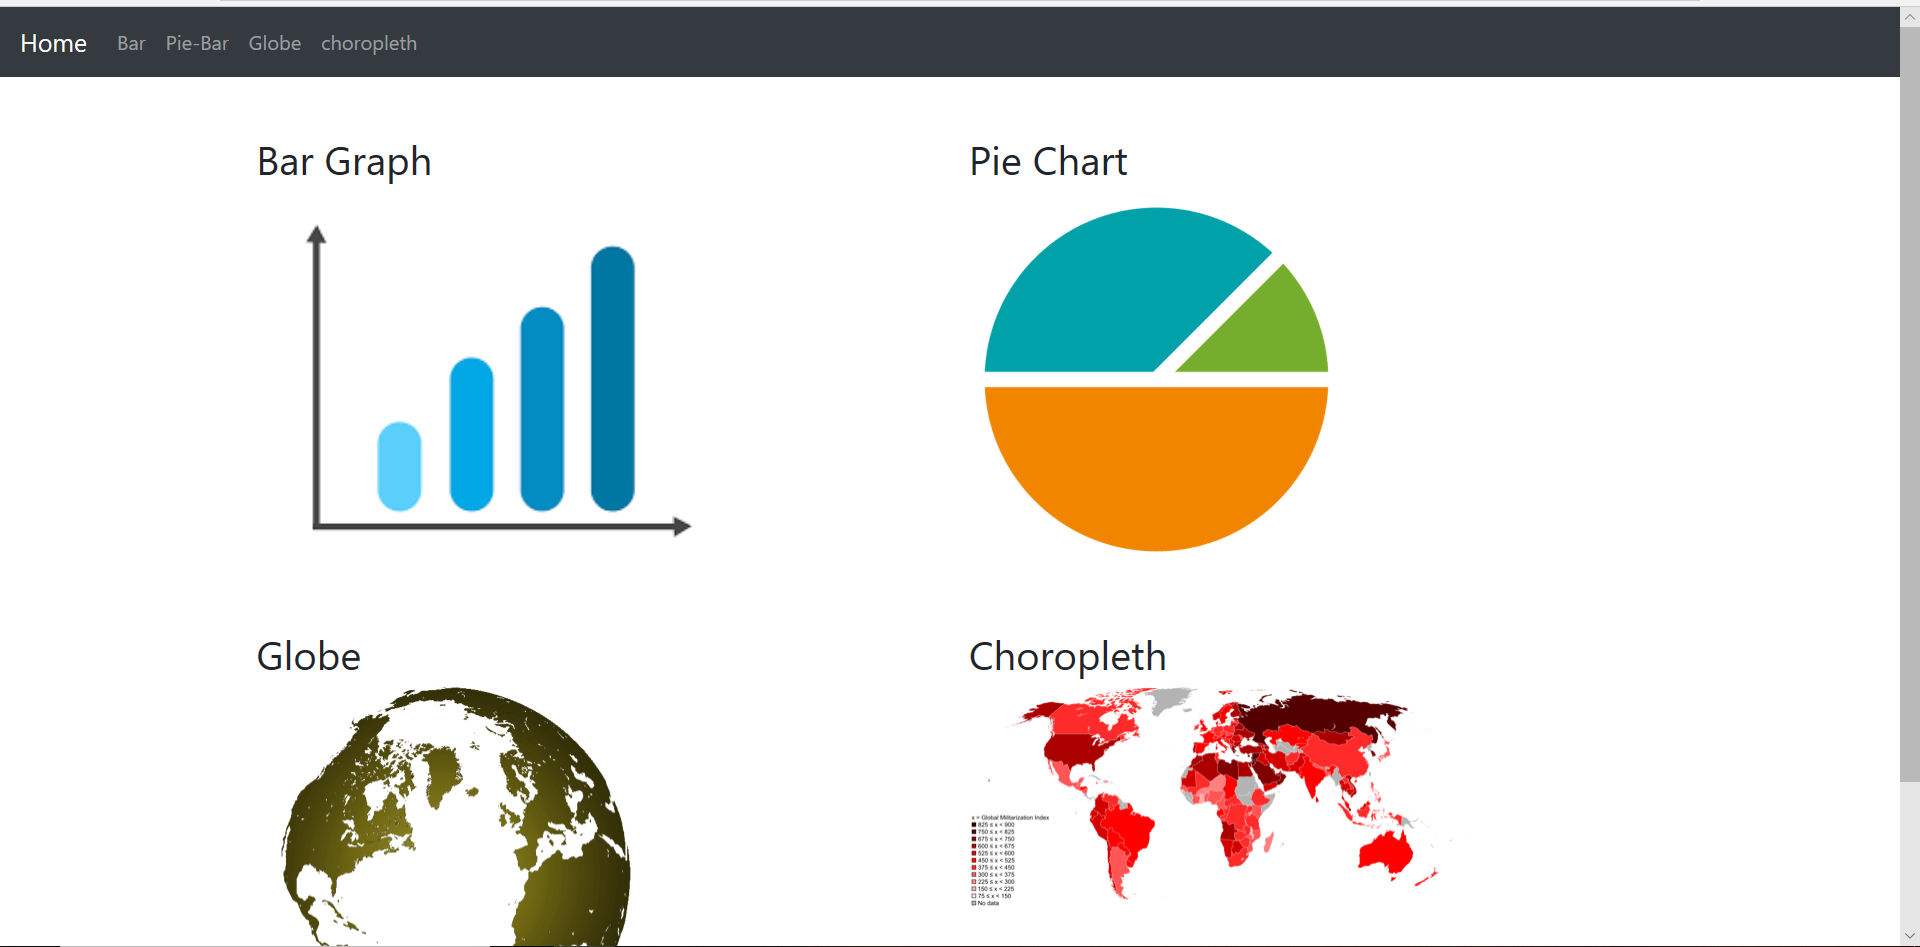 Home Bar Pie-Bar Globe choropleth
Bar Graph
Pie Chart
Globe
Choropleth
x = Global Militarization Index
825 ≤ x < 900
750 ≤ x < 825
675 ≤ x < 750
600 ≤ x < 675
525 ≤ x < 600
450 ≤ x < 525
375 ≤ x < 450
300 ≤ x < 375
225 ≤ x < 300
150 ≤ x < 225
75 ≤ x < 150
No data